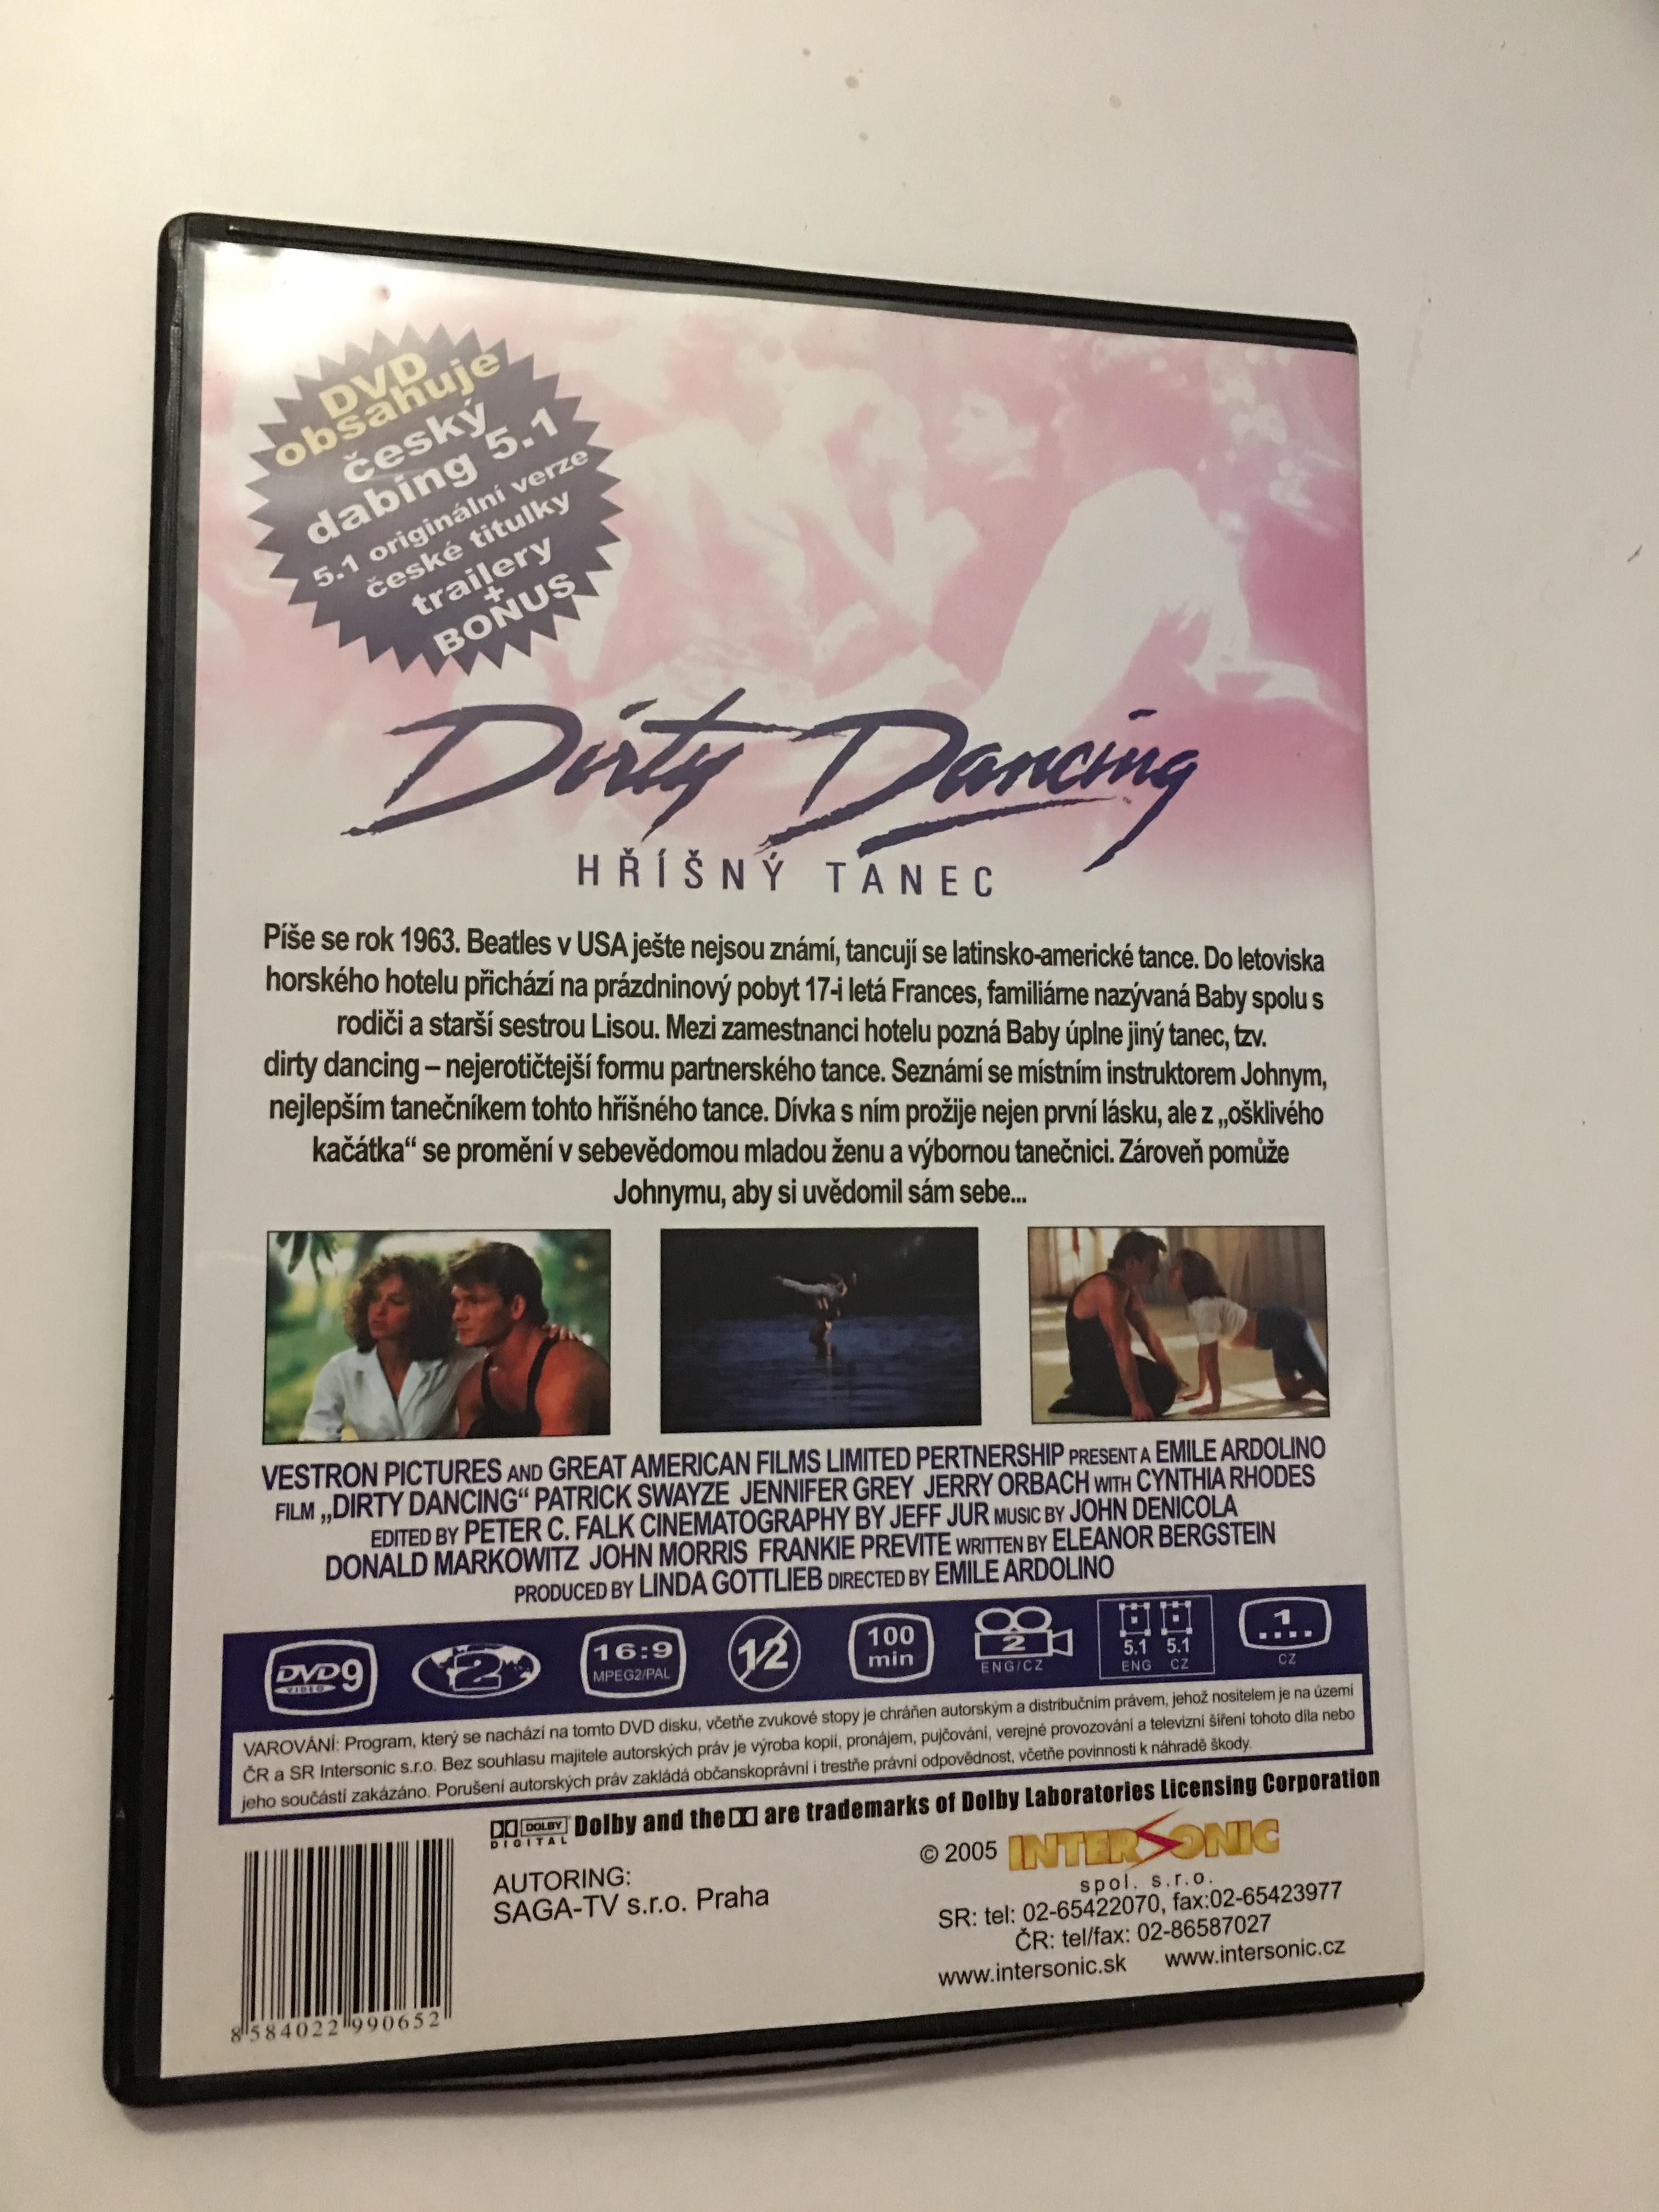 DVD
obsahuje
český
dabing 5.1
5.1 originální verze
české titulky
trailery
+
BONUS
Dirty Dancing
HŘÍŠNÝ TANEC
Píše se rok 1963. Beatles v USA ješte nejsou známí, tancují se latinsko-americké tance. Do letoviska
horského hotelu přichází na prázdninový pobyt 17-i letá Frances, familiárne nazývaná Baby spolu s
rodiči a starší sestrou Lisou. Mezi zamestnanci hotelu pozná Baby úplne jiný tanec, tzv.
dirty dancing – nejerotičtejší formu partnerského tance. Seznámí se místním instruktorem Johnym,
nejlepším tanečníkem tohto hříšného tance. Dívka s ním prožije nejen první lásku, ale z „ošklivého
kačátka“ se promění v sebevědomou mladou ženu a výbornou tanečnici. Zároveň pomůže
Johnymu, aby si uvědomil sám sebe...
VESTRON PICTURES AND GREAT AMERICAN FILMS LIMITED PERTNERSHIP PRESENT A EMILE ARDOLINO
FILM „DIRTY DANCING“ PATRICK SWAYZE JENNIFER GREY JERRY ORBACH WITH CYNTHIA RHODES
EDITED BY PETER C. FALK CINEMATOGRAPHY BY JEFF JUR MUSIC BY JOHN DENICOLA
DONALD MARKOWITZ JOHN MORRIS FRANKIE PREVITE WRITTEN BY ELEANOR BERGSTEIN
PRODUCED BY LINDA GOTTLIEB DIRECTED BY EMILE ARDOLINO
DVD VIDEO 9
2
16:9
MPEG2/PAL
12
100
min
2
ENG/CZ
5.1 5.1
ENG CZ
1
....
CZ
VAROVÁNÍ: Program, který se nachází na tomto DVD disku, včetňe zvukové stopy je chráňen autorským a distribučním právem, jehož nositelem je na území
ČR a SR Intersonic s.r.o. Bez souhlasu majitele autorských práv je výroba kopií, pronájem, pujčování, verejné provozování a televizní šíření tohoto díla nebo
jeho součástí zakázáno. Porušení autorských práv zakládá občanskoprávní i trestňe právní odpovědnost, včetňe povinnosti k náhradě škody.
DOLBY DIGITAL Dolby and the are trademarks of Dolby Laboratories Licensing Corporation
AUTORING:
SAGA-TV s.r.o. Praha
© 2005 INTERSONIC
spol. s.r.o.
SR: tel: 02-65422070, fax:02-65423977
ČR: tel/fax: 02-86587027
www.intersonic.sk www.intersonic.cz
8 584022 990652